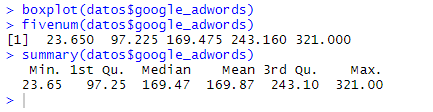 > boxplot(datos$google_adwords)
> fivenum(datos$google_adwords)
[1]  23.650  97.225 169.475 243.160 321.000
> summary(datos$google_adwords)
   Min. 1st Qu.  Median    Mean 3rd Qu.    Max.
  23.65   97.25  169.47  169.87  243.10  321.00
>